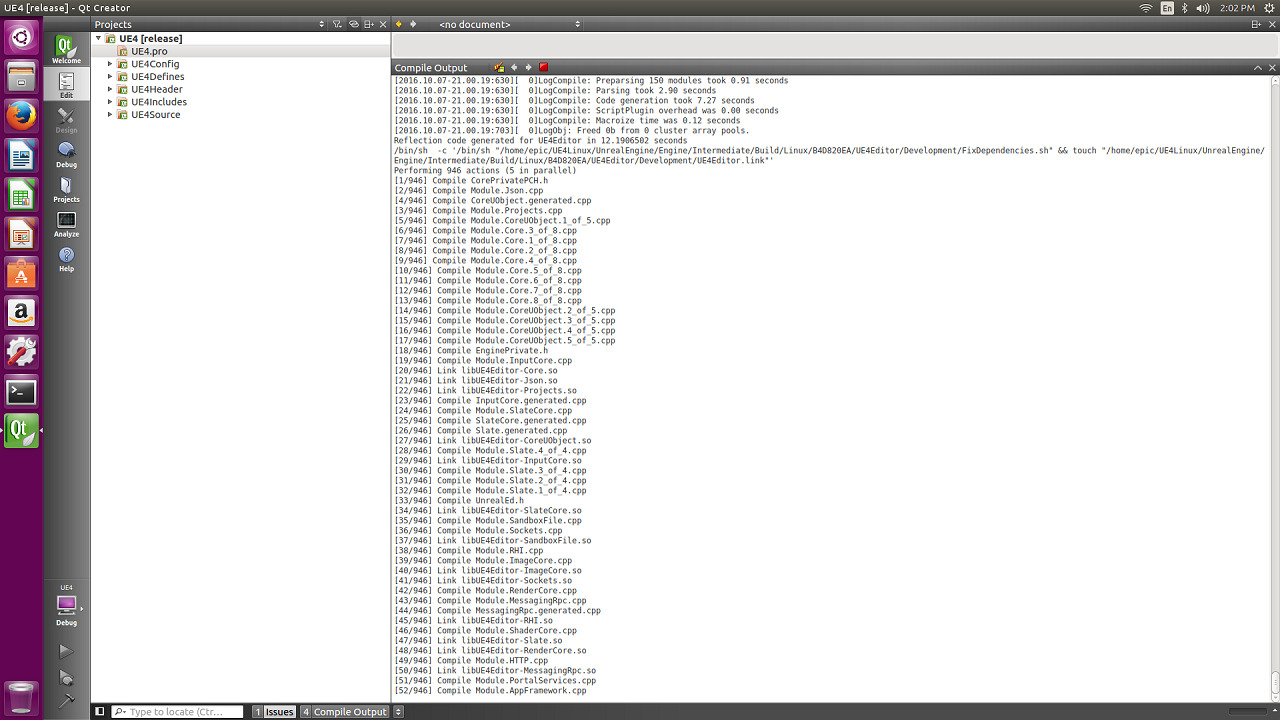 UE4 [release] - Qt Creator
En
2:02 PM
Projects
<no document>
Qt
Welcome
Edit
Design
Debug
Projects
Analyze
Help
UE4
Debug
UE4 [release]
UE4.pro
UE4Config
UE4Defines
UE4Header
UE4Includes
UE4Source
a
Qt
Compile Output
[2016.10.07-21.00.19:630][  0]LogCompile: Preparsing 150 modules took 0.91 seconds
[2016.10.07-21.00.19:630][  0]LogCompile: Parsing took 2.90 seconds
[2016.10.07-21.00.19:630][  0]LogCompile: Code generation took 7.27 seconds
[2016.10.07-21.00.19:630][  0]LogCompile: ScriptPlugin overhead was 0.00 seconds
[2016.10.07-21.00.19:630][  0]LogCompile: Macroize time was 0.12 seconds
[2016.10.07-21.00.19:703][  0]LogObj: Freed 0b from 0 cluster array pools.
Reflection code generated for UE4Editor in 12.1906502 seconds
/bin/sh  -c '/bin/sh "/home/epic/UE4Linux/UnrealEngine/Engine/Intermediate/Build/Linux/B4D820EA/UE4Editor/Development/FixDependencies.sh" && touch "/home/epic/UE4Linux/UnrealEngine/
Engine/Intermediate/Build/Linux/B4D820EA/UE4Editor/Development/UE4Editor.link"'
Performing 946 actions (5 in parallel)
[1/946] Compile CorePrivatePCH.h
[2/946] Compile Module.Json.cpp
[4/946] Compile CoreUObject.generated.cpp
[3/946] Compile Module.Projects.cpp
[5/946] Compile Module.CoreUObject.1_of_5.cpp
[6/946] Compile Module.Core.3_of_8.cpp
[7/946] Compile Module.Core.1_of_8.cpp
[8/946] Compile Module.Core.2_of_8.cpp
[9/946] Compile Module.Core.4_of_8.cpp
[10/946] Compile Module.Core.5_of_8.cpp
[11/946] Compile Module.Core.6_of_8.cpp
[12/946] Compile Module.Core.7_of_8.cpp
[13/946] Compile Module.Core.8_of_8.cpp
[14/946] Compile Module.CoreUObject.2_of_5.cpp
[15/946] Compile Module.CoreUObject.3_of_5.cpp
[16/946] Compile Module.CoreUObject.4_of_5.cpp
[17/946] Compile Module.CoreUObject.5_of_5.cpp
[18/946] Compile EnginePrivate.h
[19/946] Compile Module.InputCore.cpp
[20/946] Link libUE4Editor-Core.so
[21/946] Link libUE4Editor-Json.so
[22/946] Link libUE4Editor-Projects.so
[23/946] Compile InputCore.generated.cpp
[24/946] Compile Module.SlateCore.cpp
[25/946] Compile SlateCore.generated.cpp
[26/946] Compile Slate.generated.cpp
[27/946] Link libUE4Editor-CoreUObject.so
[28/946] Compile Module.Slate.4_of_4.cpp
[29/946] Link libUE4Editor-InputCore.so
[30/946] Compile Module.Slate.3_of_4.cpp
[31/946] Compile Module.Slate.2_of_4.cpp
[32/946] Compile Module.Slate.1_of_4.cpp
[33/946] Compile UnrealEd.h
[34/946] Link libUE4Editor-SlateCore.so
[35/946] Compile Module.SandboxFile.cpp
[36/946] Compile Module.Sockets.cpp
[37/946] Link libUE4Editor-SandboxFile.so
[38/946] Compile Module.RHI.cpp
[39/946] Compile Module.ImageCore.cpp
[40/946] Link libUE4Editor-ImageCore.so
[41/946] Link libUE4Editor-Sockets.so
[42/946] Compile Module.RenderCore.cpp
[43/946] Compile Module.MessagingRpc.cpp
[44/946] Compile MessagingRpc.generated.cpp
[45/946] Link libUE4Editor-RHI.so
[46/946] Compile Module.ShaderCore.cpp
[47/946] Link libUE4Editor-Slate.so
[48/946] Link libUE4Editor-RenderCore.so
[49/946] Compile Module.HTTP.cpp
[50/946] Link libUE4Editor-MessagingRpc.so
[51/946] Compile Module.PortalServices.cpp
[52/946] Compile Module.AppFramework.cpp
Type to locate (Ctr...
1 Issues
4 Compile Output